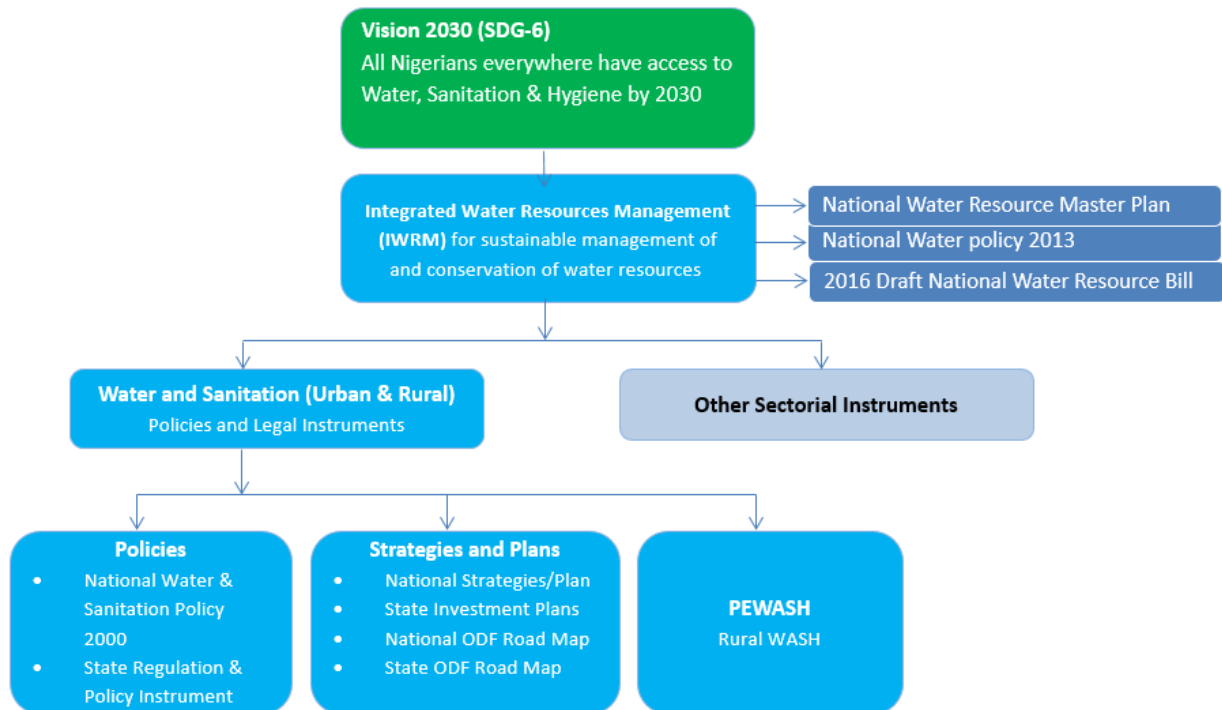 Vision 2030 (SDG-6)
All Nigerians everywhere have access to
Water, Sanitation & Hygiene by 2030
Integrated Water Resources Management
(IWRM) for sustainable management of
and conservation of water resources
National Water Resource Master Plan
National Water policy 2013
2016 Draft National Water Resource Bill
Water and Sanitation (Urban & Rural)
Policies and Legal Instruments
Other Sectorial Instruments
Policies
• National Water &
Sanitation Policy
2000
• State Regulation &
Policy Instrument
Strategies and Plans
• National Strategies/Plan
• State Investment Plans
• National ODF Road Map
• State ODF Road Map
PEWASH
Rural WASH